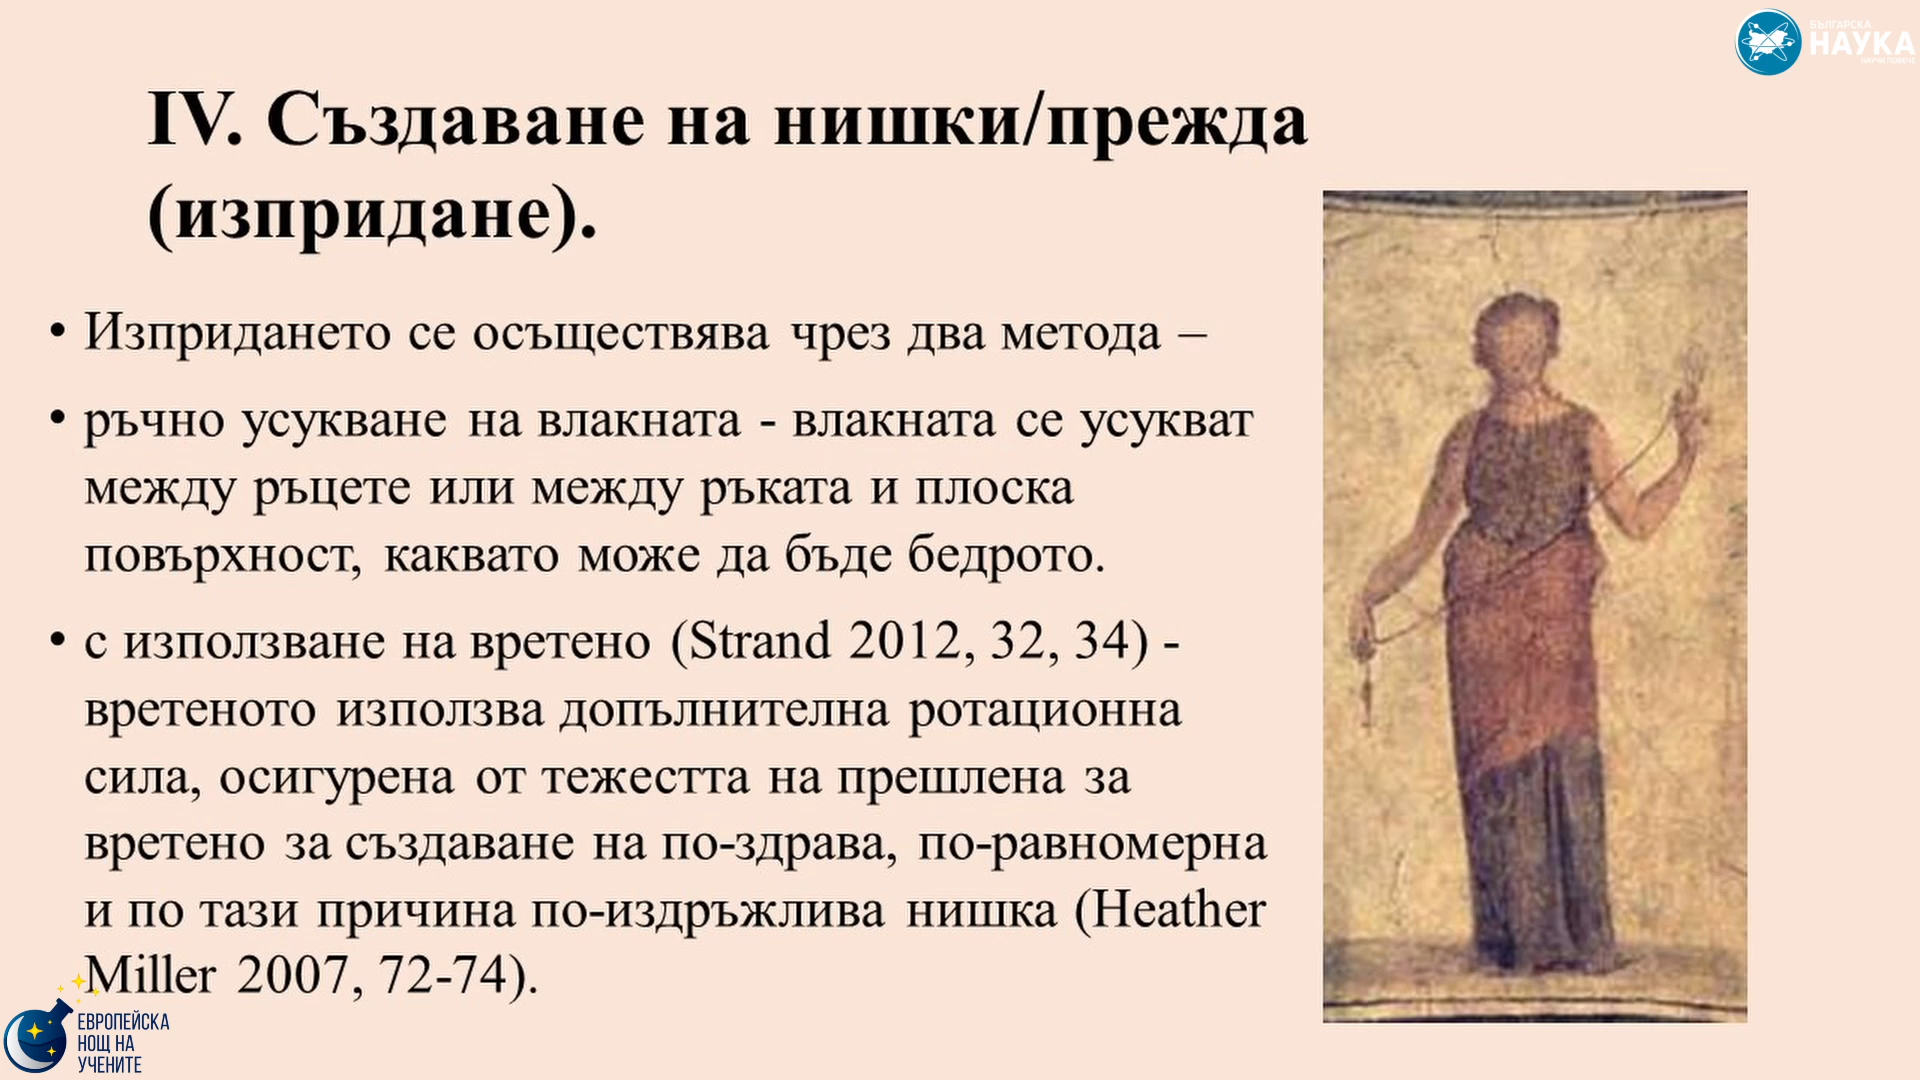 БЪЛГАРСКА
НАУКА
НАУЧИ ПОВЕЧЕ
IV. Създаване на нишки/прежда
(изпридане).
• Изпридането се осъществява чрез два метода –
• ръчно усукване на влакната - влакната се усукват
между ръцете или между ръката и плоска
повърхност, каквато може да бъде бедрото.
• с използване на вретено (Strand 2012, 32, 34) -
вретеното използва допълнителна ротационна
сила, осигурена от тежестта на прешлена за
вретено за създаване на по-здрава, по-равномерна
и по тази причина по-издръжлива нишка (Heather
Miller 2007, 72-74).
ЕВРОПЕЙСКА
НОЩ НА
УЧЕНИТЕ